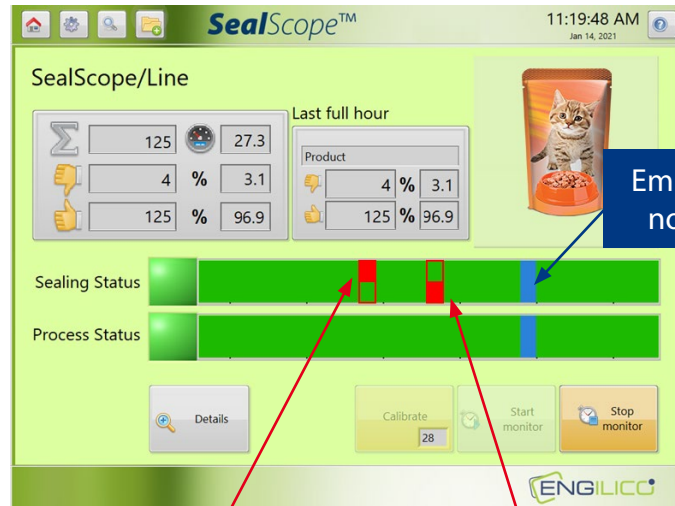 SealScope™
11:19:48 AM
Jan 14, 2021
SealScope/Line
Last full hour
125 27.3
Product
4 % 3.1
4 % 3.1
125 % 96.9
125 % 96.9
Em
no
Sealing Status
Process Status
Details
Calibrate
28
Start
monitor
Stop
monitor
ENGILICO